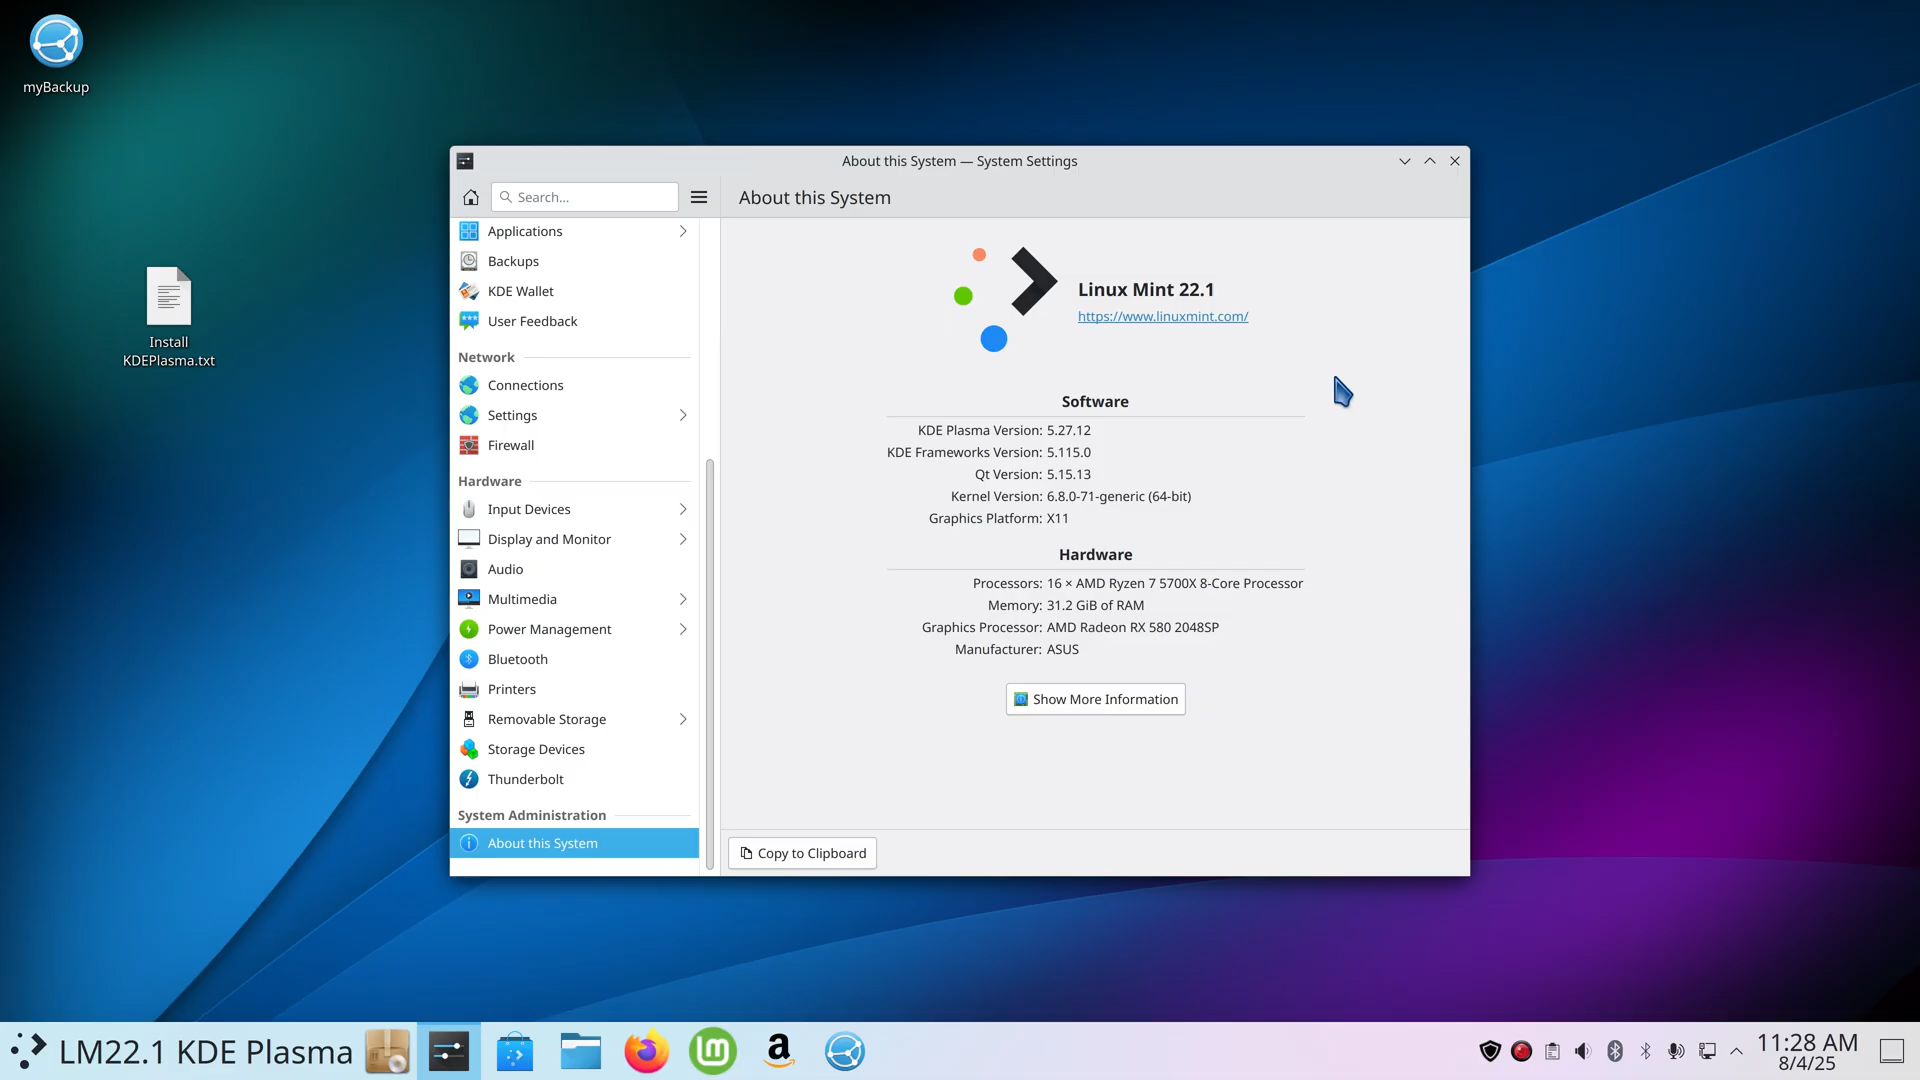 myBackup
Install
KDEPlasma.txt
About this System — System Settings
Search...
About this System
Applications
Backups
KDE Wallet
User Feedback
Network
Connections
Settings
Firewall
Hardware
Input Devices
Display and Monitor
Audio
Multimedia
Power Management
Bluetooth
Printers
Removable Storage
Storage Devices
Thunderbolt
System Administration
About this System
Linux Mint 22.1
https://www.linuxmint.com/
Software
KDE Plasma Version: 5.27.12
KDE Frameworks Version: 5.115.0
Qt Version: 5.15.13
Kernel Version: 6.8.0-71-generic (64-bit)
Graphics Platform: X11
Hardware
Processors: 16 × AMD Ryzen 7 5700X 8-Core Processor
Memory: 31.2 GiB of RAM
Graphics Processor: AMD Radeon RX 580 2048SP
Manufacturer: ASUS
Show More Information
Copy to Clipboard
LM22.1 KDE Plasma
11:28 AM
8/4/25